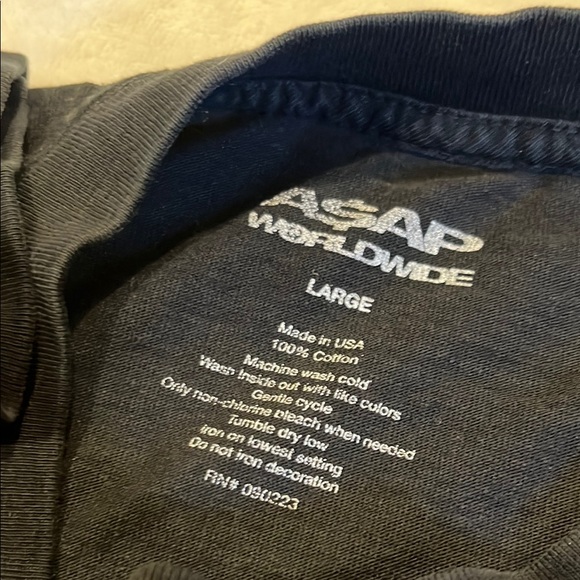 A$AP
WORLDWIDE
LARGE
Made in USA
100% Cotton
Machine wash cold
Wash inside out with like colors
Gentle cycle
Only non-chlorine bleach when needed
Tumble dry low
Iron on lowest setting
Do not iron decoration
RN# 090223